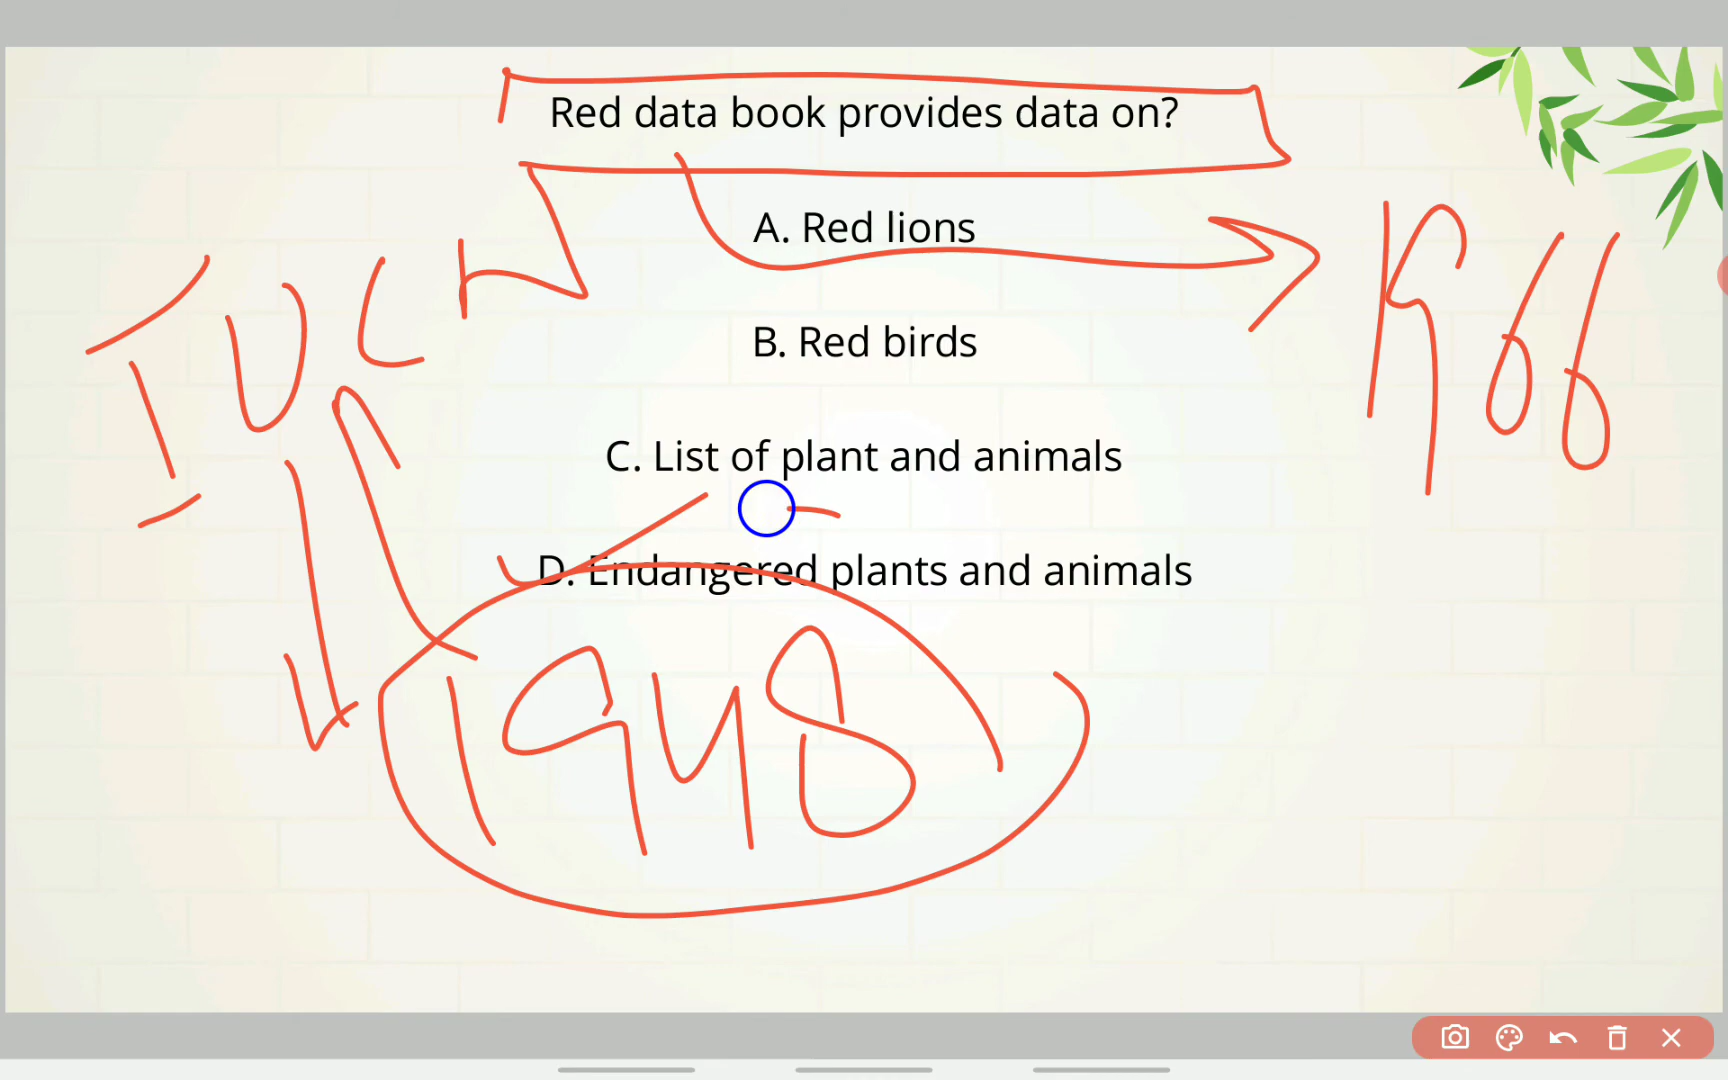 Red data book provides data on?
A. Red lions
B. Red birds
C. List of plant and animals
D. Endangered plants and animals
IUCN
1948